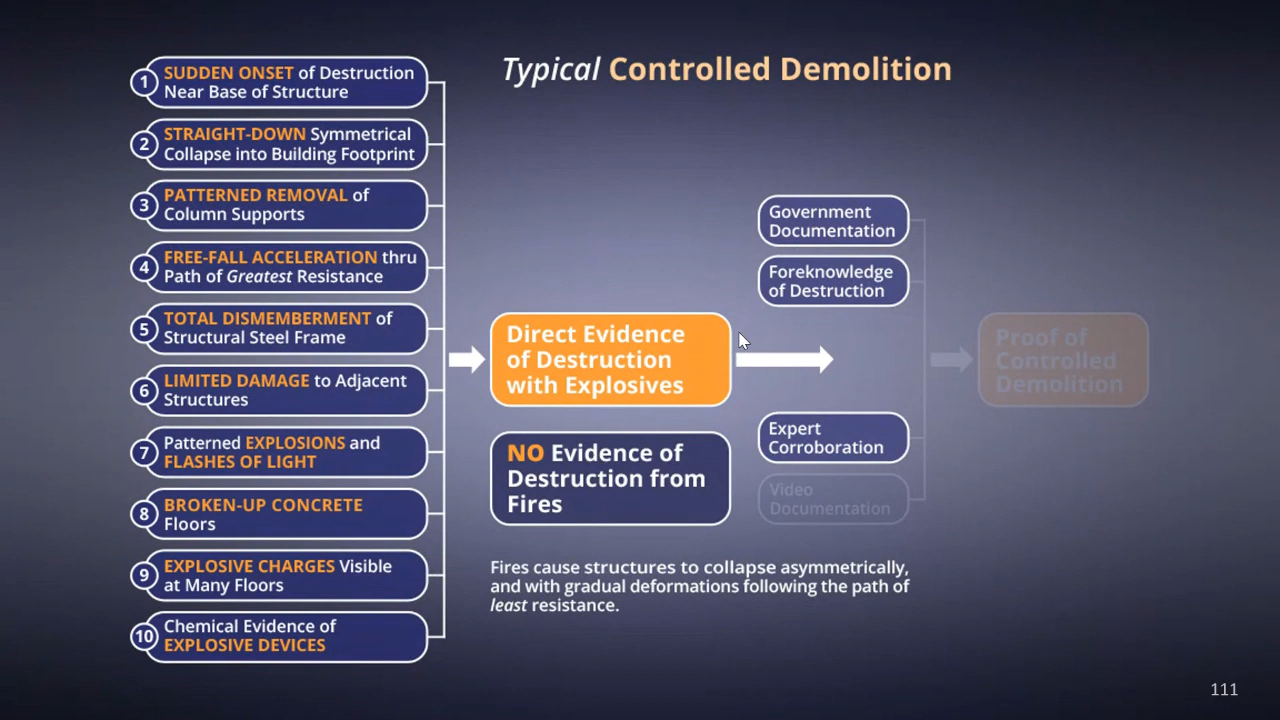 Typical Controlled Demolition
1
SUDDEN ONSET of Destruction
Near Base of Structure
2
STRAIGHT-DOWN Symmetrical
Collapse into Building Footprint
3
PATTERNED REMOVAL of
Column Supports
4
FREE-FALL ACCELERATION thru
Path of Greatest Resistance
5
TOTAL DISMEMBERMENT of
Structural Steel Frame
6
LIMITED DAMAGE to Adjacent
Structures
7
Patterned EXPLOSIONS and
FLASHES OF LIGHT
8
BROKEN-UP CONCRETE
Floors
9
EXPLOSIVE CHARGES Visible
at Many Floors
10
Chemical Evidence of
EXPLOSIVE DEVICES
Direct Evidence
of Destruction
with Explosives
NO Evidence of
Destruction from
Fires
Fires cause structures to collapse asymmetrically,
and with gradual deformations following the path of
least resistance.
Government
Documentation
Foreknowledge
of Destruction
Expert
Corroboration
Video
Documentation
Proof of
Controlled
Demolition
111